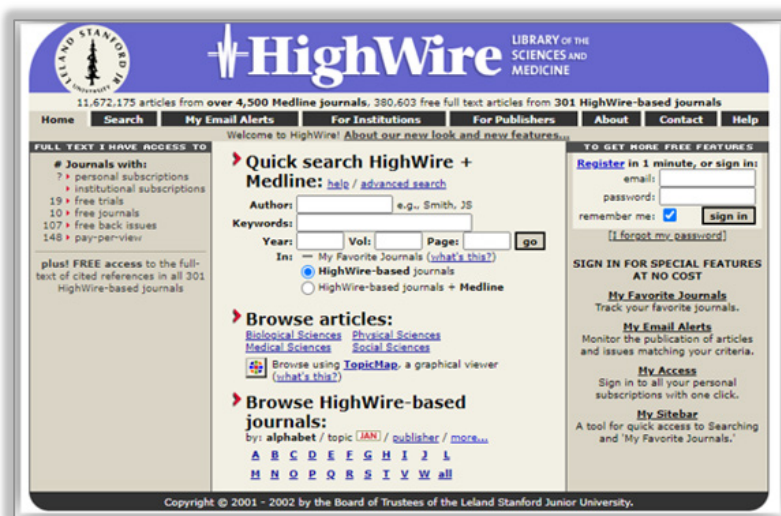 LELAND STANFORD JR UNIVERSITY
HighWire
LIBRARY OF THE
SCIENCES AND
MEDICINE
11,672,175 articles from over 4,500 Medline journals, 380,603 free full text articles from 301 HighWire-based journals
Home Search My Email Alerts For Institutions For Publishers About Contact Help
Welcome to HighWire! About our new look and new features...
FULL TEXT I HAVE ACCESS TO
# Journals with:
? personal subscriptions
institutional subscriptions
19 free trials
10 free journals
107 free back issues
148 pay-per-view
plus! FREE access to the full-
text of cited references in all 301
HighWire-based journals
Quick search HighWire +
Medline: help / advanced search
Author: e.g., Smith, JS
Keywords:
Year: Vol: Page: go
In: — My Favorite Journals (what's this?)
HighWire-based journals
HighWire-based journals + Medline
Browse articles:
Biological Sciences Physical Sciences
Medical Sciences Social Sciences
Browse using TopicMap, a graphical viewer
(what's this?)
Browse HighWire-based
journals:
by: alphabet / topic JAN / publisher / more...
A B C D E F G H I J L
M N O P Q R S T V W all
TO GET MORE FREE FEATURES
Register in 1 minute, or sign in:
email:
password:
remember me: sign in
[I forgot my password]
SIGN IN FOR SPECIAL FEATURES
AT NO COST
My Favorite Journals
Track your favorite journals.
My Email Alerts
Monitor the publication of articles
and issues matching your criteria.
My Access
Sign in to all your personal
subscriptions with one click.
My Sitebar
A tool for quick access to Searching
and 'My Favorite Journals.'
Copyright © 2001 - 2002 by the Board of Trustees of the Leland Stanford Junior University.